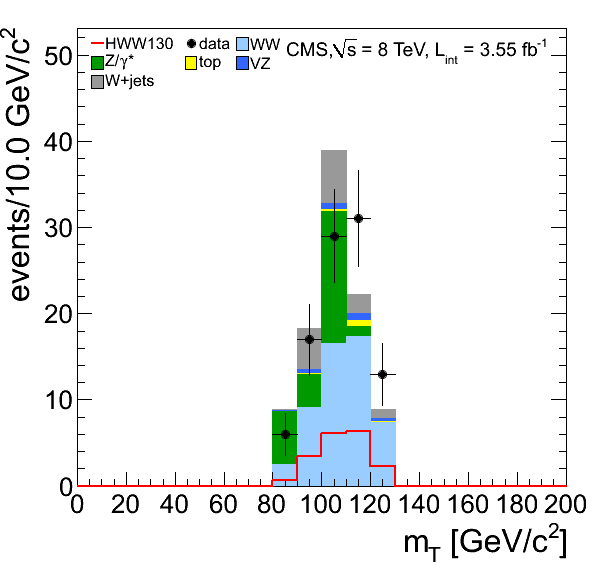 HWW130 data WW CMS,√s = 8 TeV, L_int = 3.55 fb⁻¹
Z/γ* top VZ
W+jets
events/10.0 GeV/c²
50
40
30
20
10
0
0 20 40 60 80 100 120 140 160 180 200
m_T [GeV/c²]